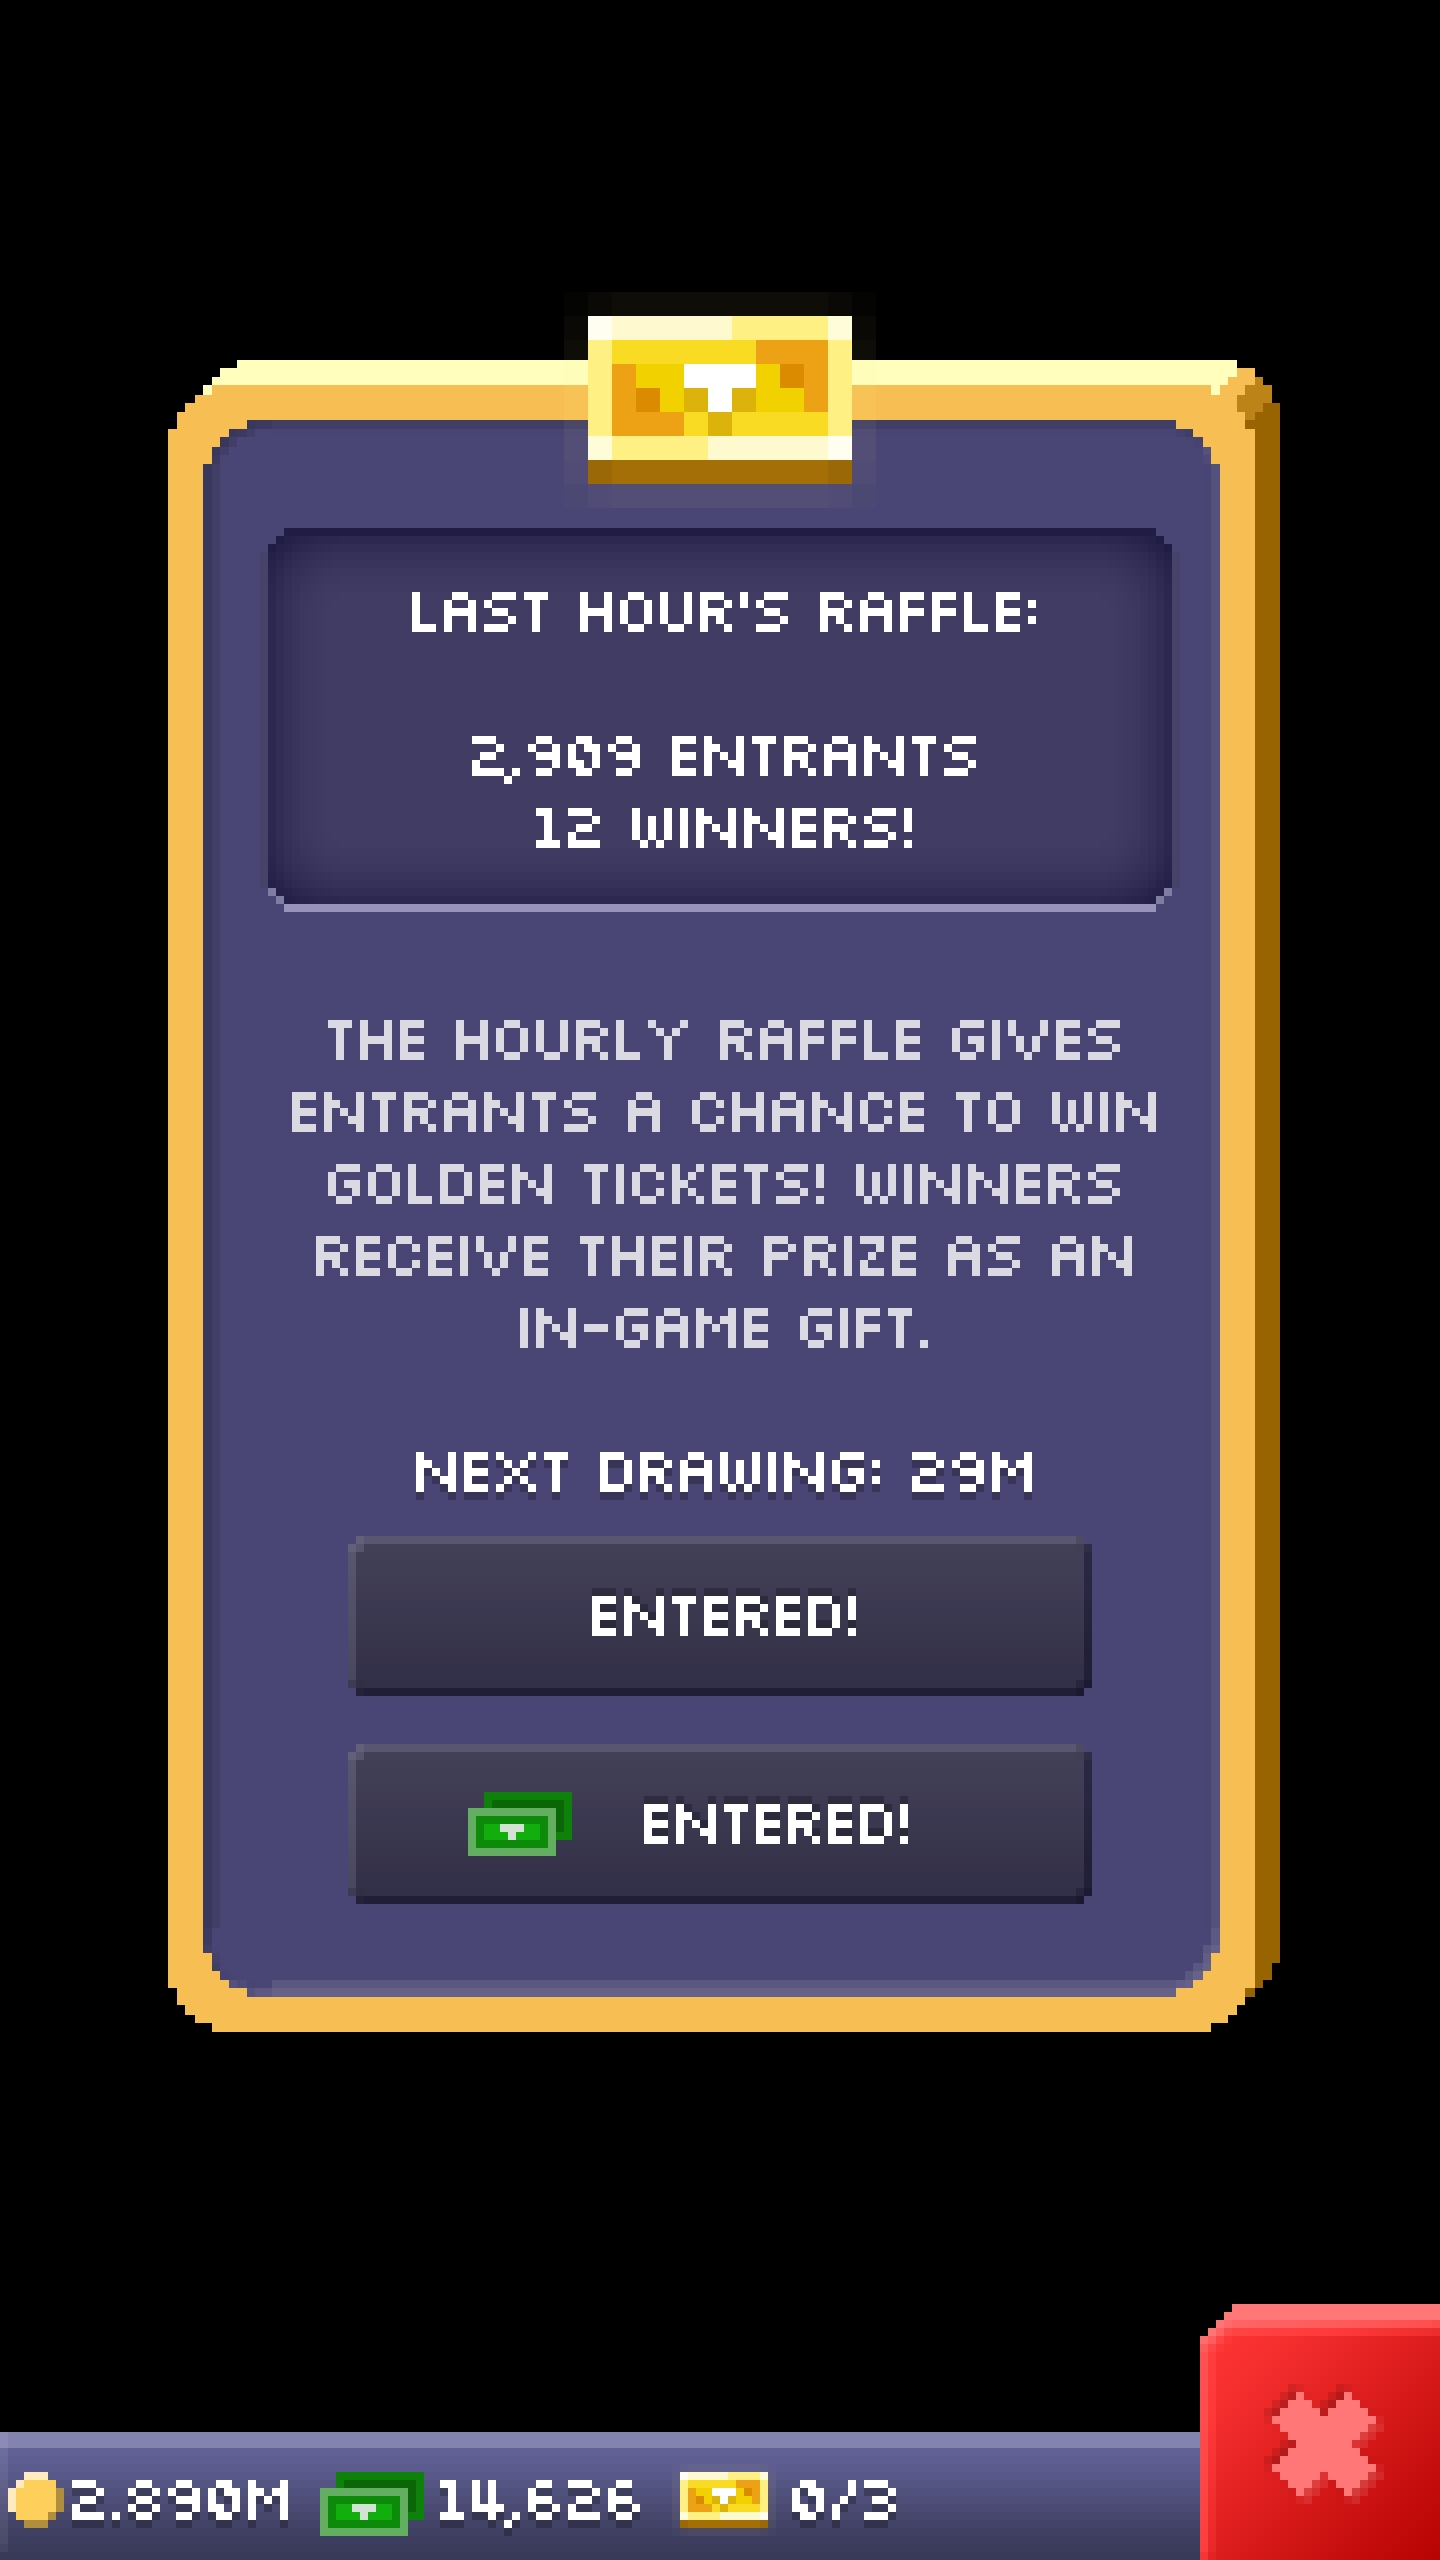 LAST HOUR'S RAFFLE:
2,909 ENTRANTS
12 WINNERS!
THE HOURLY RAFFLE GIVES
ENTRANTS A CHANCE TO WIN
GOLDEN TICKETS! WINNERS
RECEIVE THEIR PRIZE AS AN
IN-GAME GIFT.
NEXT DRAWING: 29M
ENTERED!
ENTERED!
2.890M 14,626 0/3